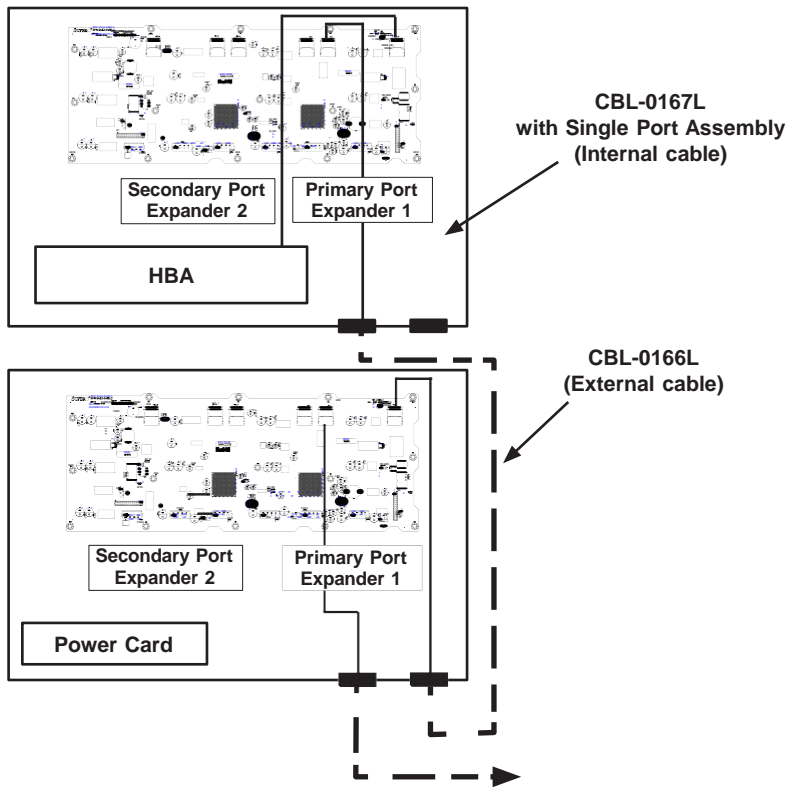 CBL-0167L
with Single Port Assembly
(Internal cable)
Secondary Port
Expander 2
Primary Port
Expander 1
HBA
CBL-0166L
(External cable)
Secondary Port
Expander 2
Primary Port
Expander 1
Power Card